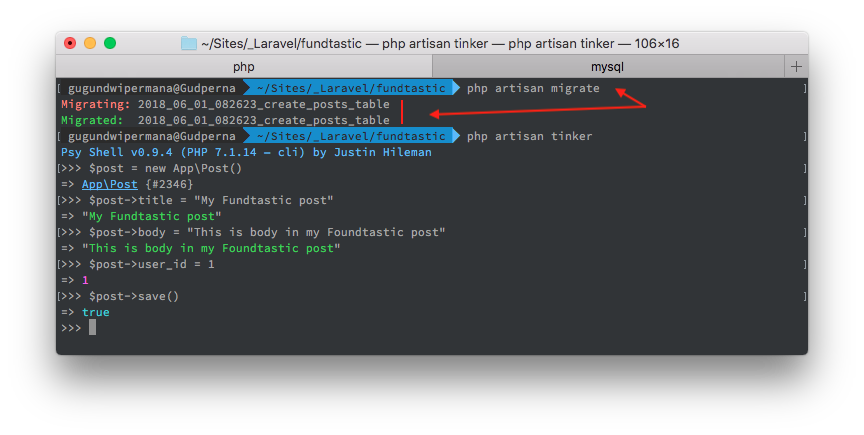 ~/Sites/_Laravel/fundtastic — php artisan tinker — php artisan tinker — 106×16
php mysql +
[ gugundwipermana@Gudperna ~/Sites/_Laravel/fundtastic php artisan migrate ]
Migrating: 2018_06_01_082623_create_posts_table
Migrated:  2018_06_01_082623_create_posts_table
[ gugundwipermana@Gudperna ~/Sites/_Laravel/fundtastic php artisan tinker ]
Psy Shell v0.9.4 (PHP 7.1.14 — cli) by Justin Hileman
[>>> $post = new App\Post() ]
=> App\Post {#2346}
[>>> $post->title = "My Fundtastic post" ]
=> "My Fundtastic post"
[>>> $post->body = "This is body in my Foundtastic post" ]
=> "This is body in my Foundtastic post"
[>>> $post->user_id = 1 ]
=> 1
[>>> $post->save() ]
=> true
>>>